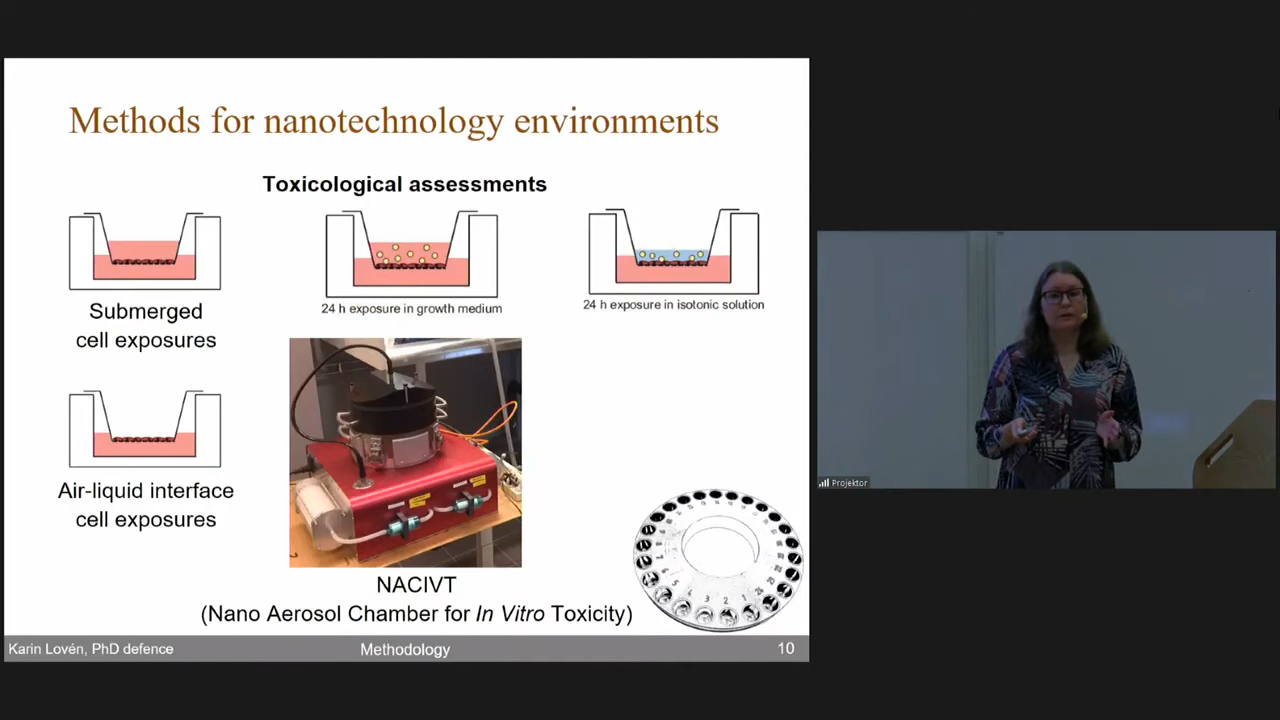 Methods for nanotechnology environments
Toxicological assessments
Submerged
cell exposures
24 h exposure in growth medium
24 h exposure in isotonic solution
Air-liquid interface
cell exposures
NACIVT
(Nano Aerosol Chamber for In Vitro Toxicity)
Karin Lovén, PhD defence
Methodology
10
Projektor